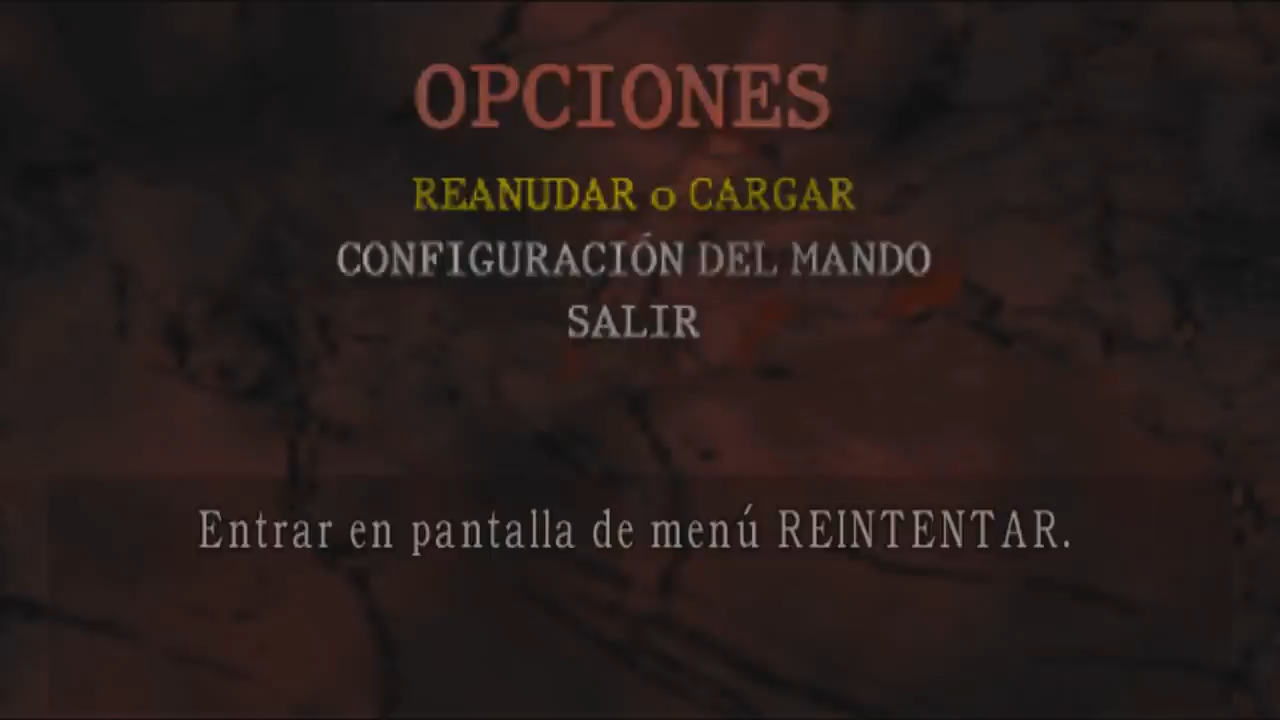 OPCIONES
REANUDAR o CARGAR
CONFIGURACIÓN DEL MANDO
SALIR
Entrar en pantalla de menú REINTENTAR.